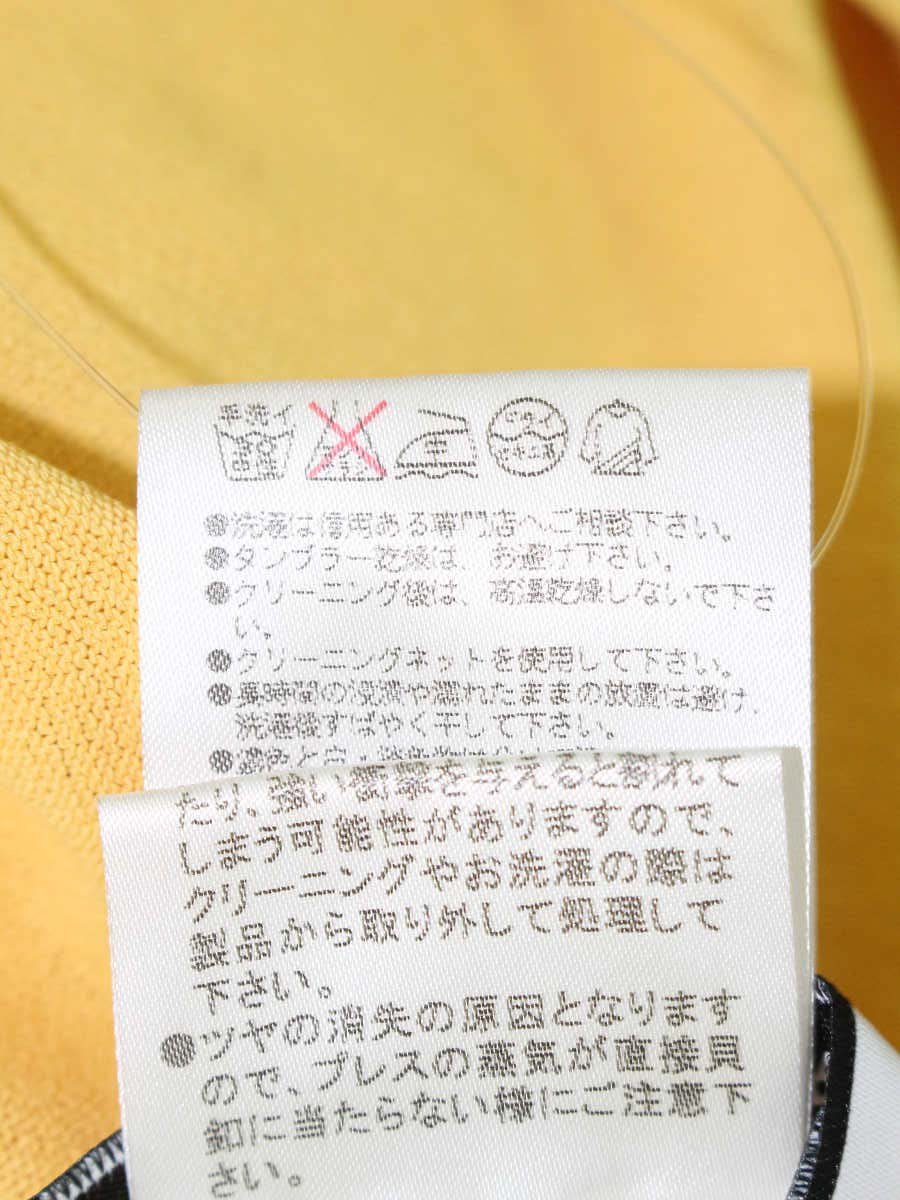 手洗イ
中
●洗濯は信用ある専門店へご相談下さい。
●タンブラー乾燥は、お避け下さい。
●クリーニング後は、高温乾燥しないで下さ
い。
●クリーニングネットを使用して下さい。
●長時間の浸漬や濡れたままの放置は避け、
洗濯後すばやく干して下さい。
●濃色と白
たり、強い衝撃を与えると割れて
しまう可能性がありますので、
クリーニングやお洗濯の際は
製品から取り外して処理して
下さい。
●ツヤの消失の原因となります
ので、プレスの蒸気が直接貝
釦に当たらない様にご注意下
さい。